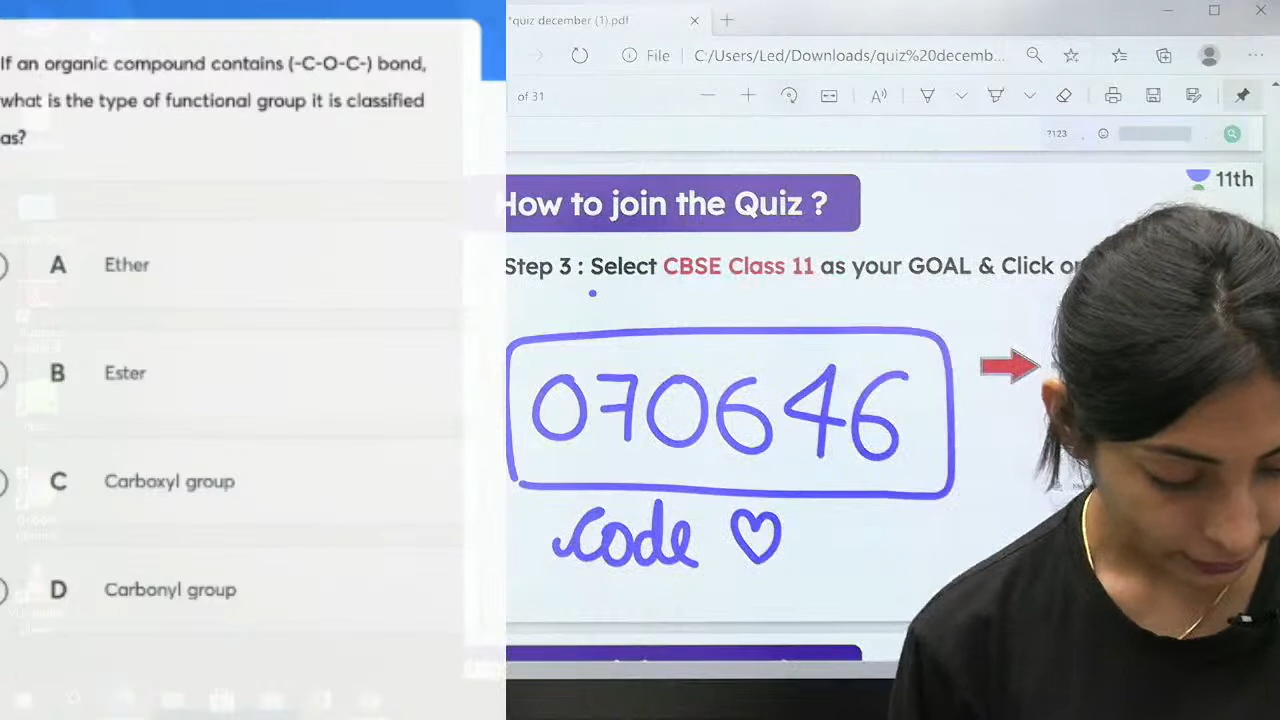 If an organic compound contains (-C-O-C-) bond,
what is the type of functional group it is classified
as?
A Ether
B Ester
C Carboxyl group
D Carbonyl group
*quiz december (1).pdf
File C:/Users/Led/Downloads/quiz%20decemb...
of 31
?123
11th
How to join the Quiz ?
Step 3 : Select CBSE Class 11 as your GOAL & Click
070646
code